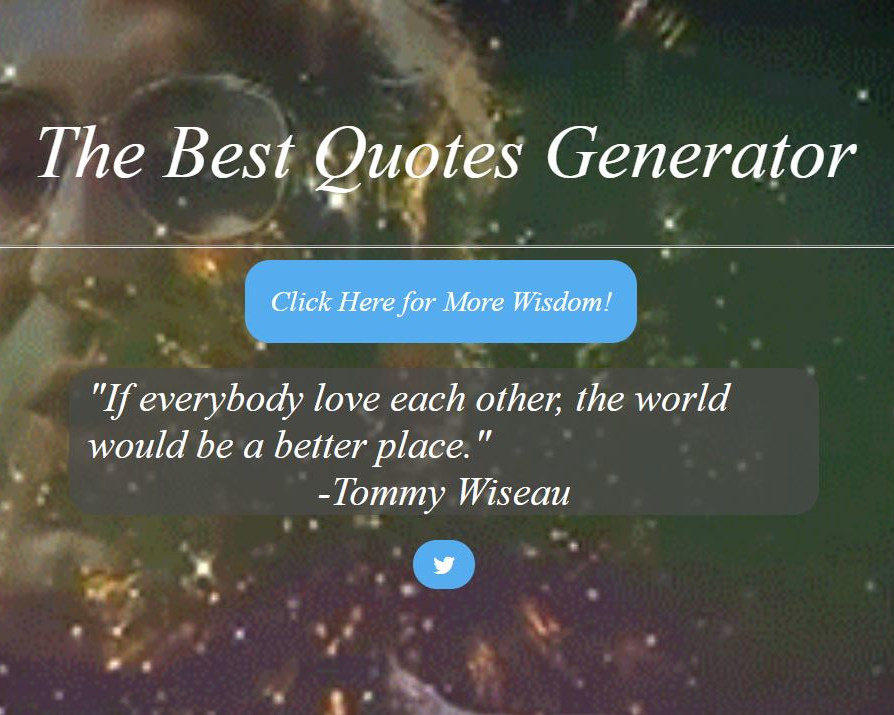 The Best Quotes Generator
Click Here for More Wisdom!
"If everybody love each other, the world
would be a better place."
-Tommy Wiseau